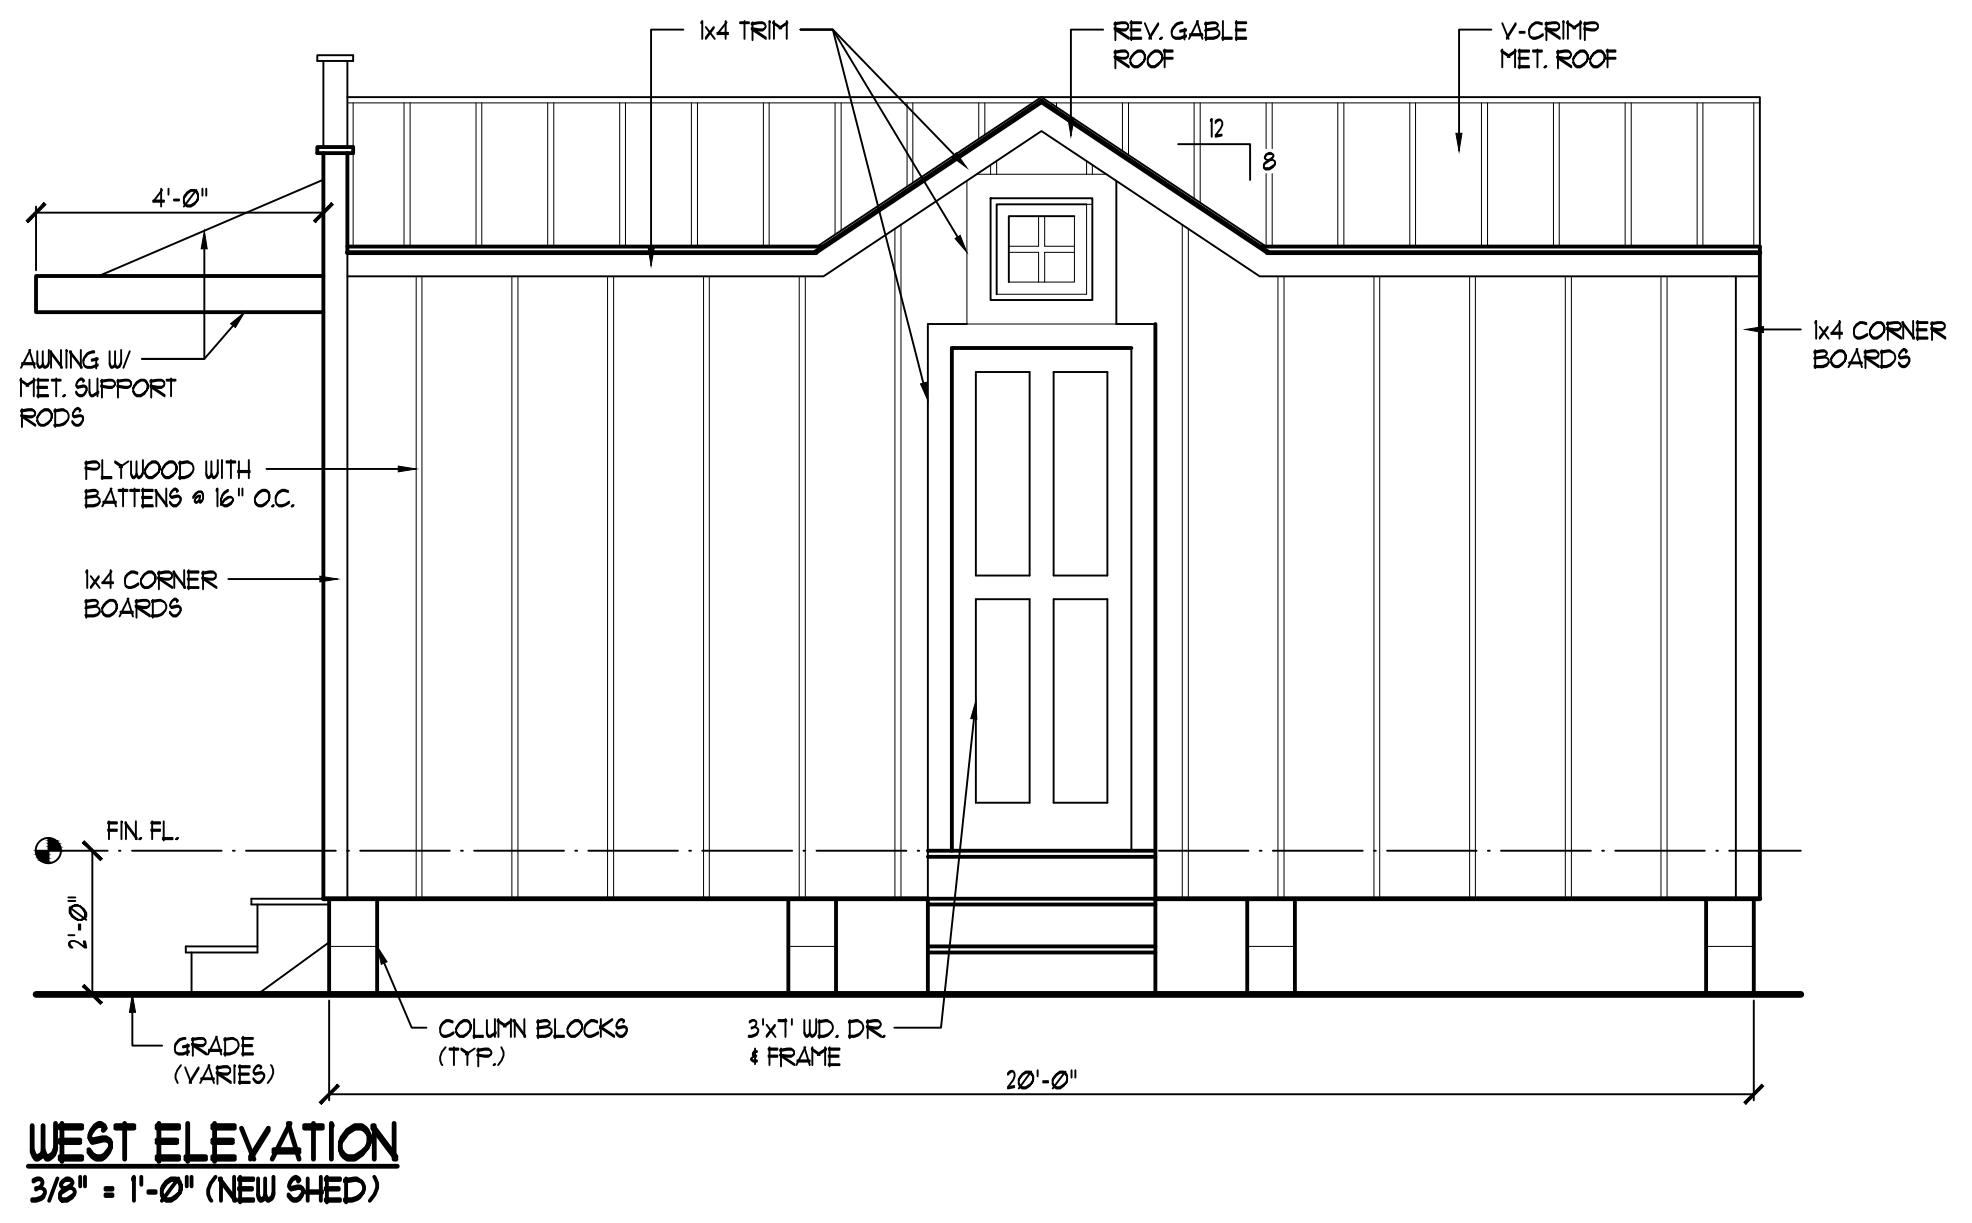 1x4 TRIM
REV. GABLE
ROOF
V-CRIMP
MET. ROOF
12
8
4'-0"
AWNING W/
MET. SUPPORT
RODS
1x4 CORNER
BOARDS
PLYWOOD WITH
BATTENS @ 16" O.C.
1x4 CORNER
BOARDS
FIN. FL.
2'-0"
GRADE
(VARIES)
COLUMN BLOCKS
(TYP.)
3'x7' WD. DR.
& FRAME
20'-0"
WEST ELEVATION
3/8" = 1'-0" (NEW SHED)